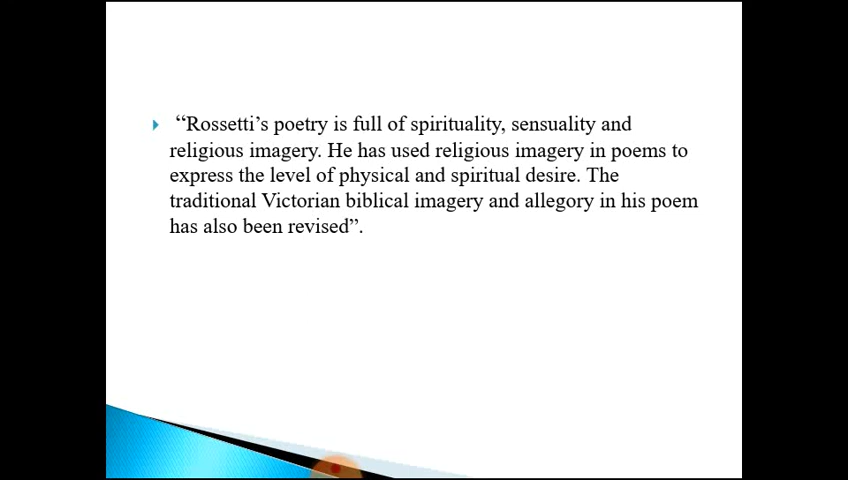 “Rossetti’s poetry is full of spirituality, sensuality and
religious imagery. He has used religious imagery in poems to
express the level of physical and spiritual desire. The
traditional Victorian biblical imagery and allegory in his poem
has also been revised”.